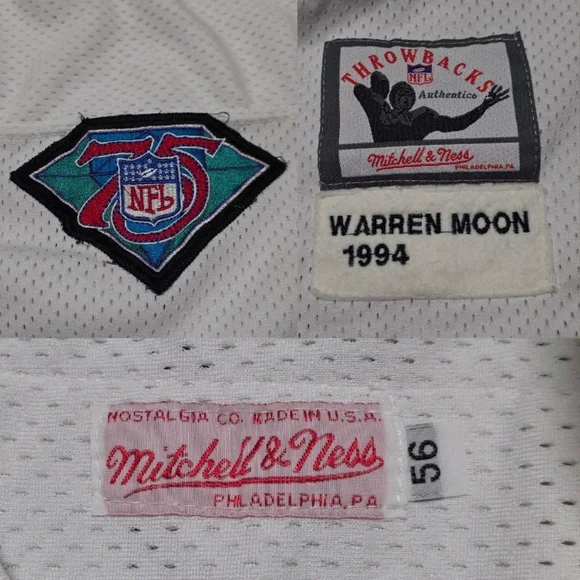 75
NFL
THROWBACKS
NFL
Authentics
Mitchell & Ness
PHILADELPHIA, PA
WARREN MOON
1994
NOSTALGIA CO. MADE IN U.S.A.
Mitchell & Ness
PHILADELPHIA, PA.
56